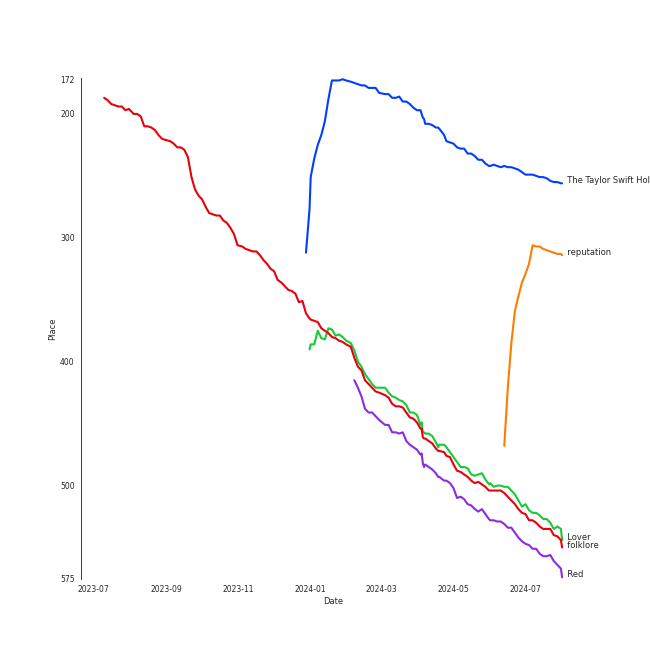 172
200
The Taylor Swift Hol
300
reputation
Place
400
500
Lover
folklore
Red
575
2023-07 2023-09 2023-11 2024-01 2024-03 2024-05 2024-07
Date